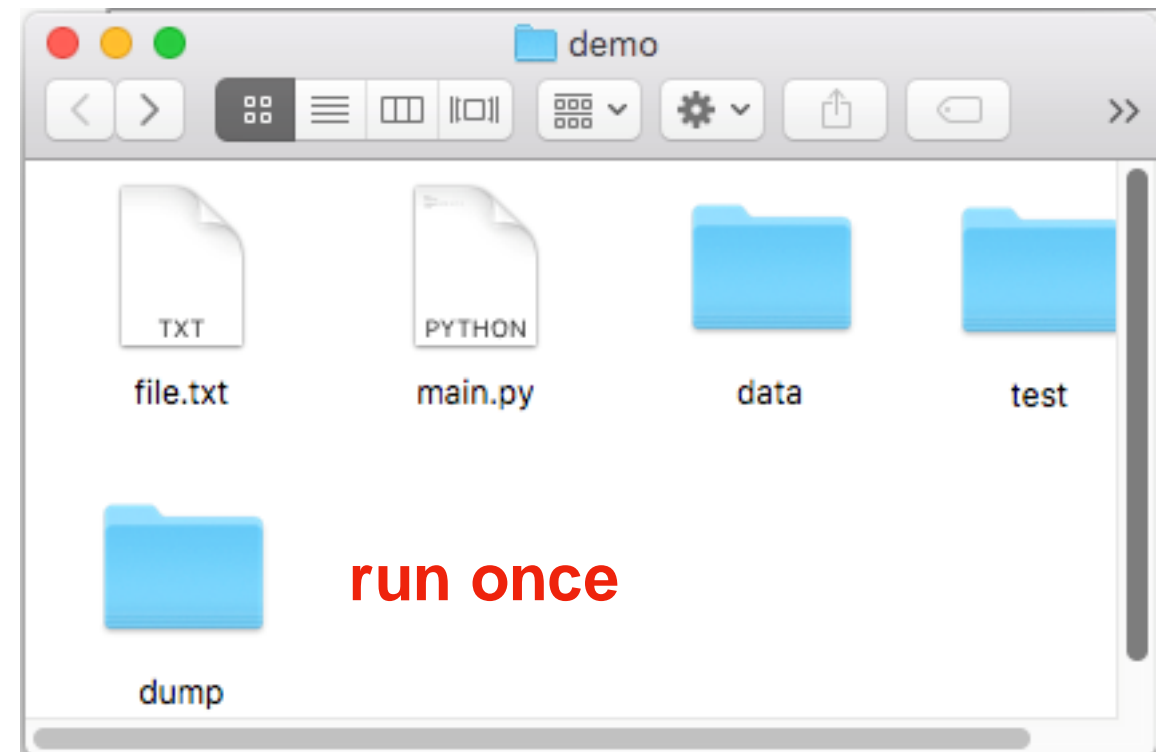 demo
TXT
PYTHON
file.txt
main.py
data
test
run once
dump